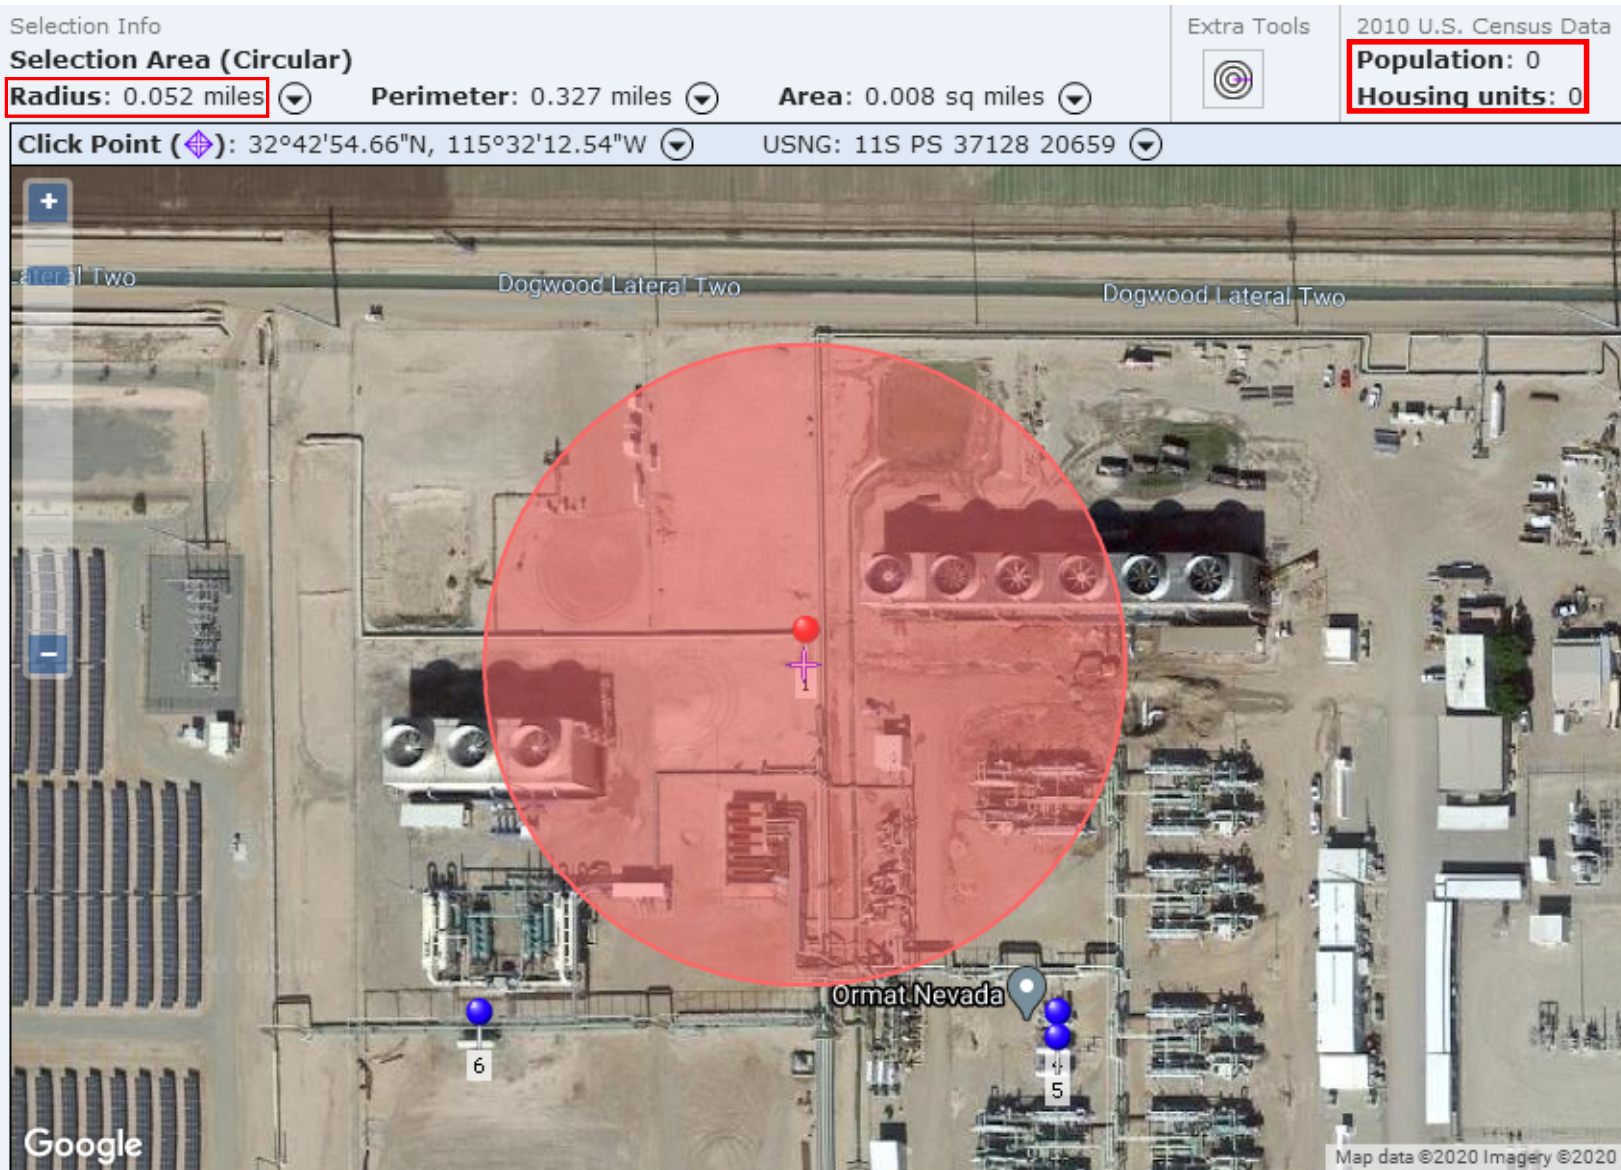 Selection Info
Extra Tools
2010 U.S. Census Data
Selection Area (Circular)
Population: 0
Radius: 0.052 miles
Perimeter: 0.327 miles
Area: 0.008 sq miles
Housing units: 0
Click Point ( ): 32°42'54.66"N, 115°32'12.54"W
USNG: 11S PS 37128 20659
+
Lateral Two
Dogwood Lateral Two
Dogwood Lateral Two
1
–
Ormat Nevada
6
5
Google
Map data ©2020 Imagery ©2020